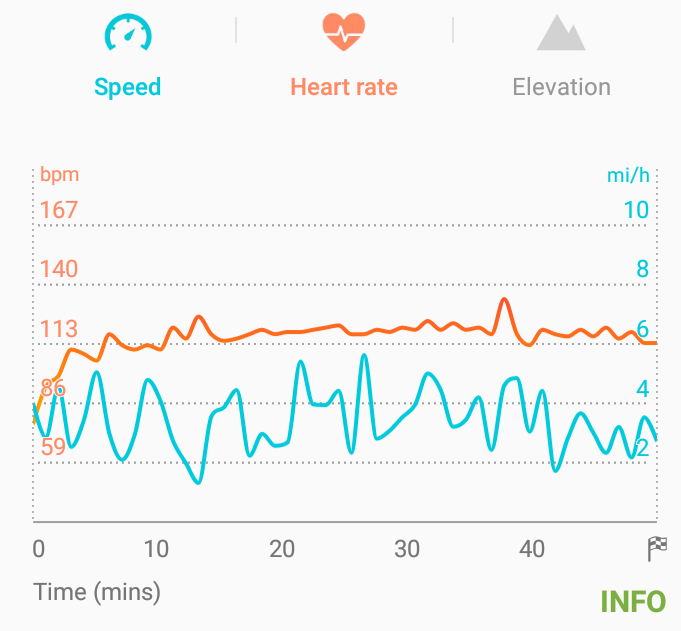 Speed Heart rate Elevation
bpm mi/h
167 10
140 8
113 6
86 4
59 2
0 10 20 30 40
Time (mins)
INFO